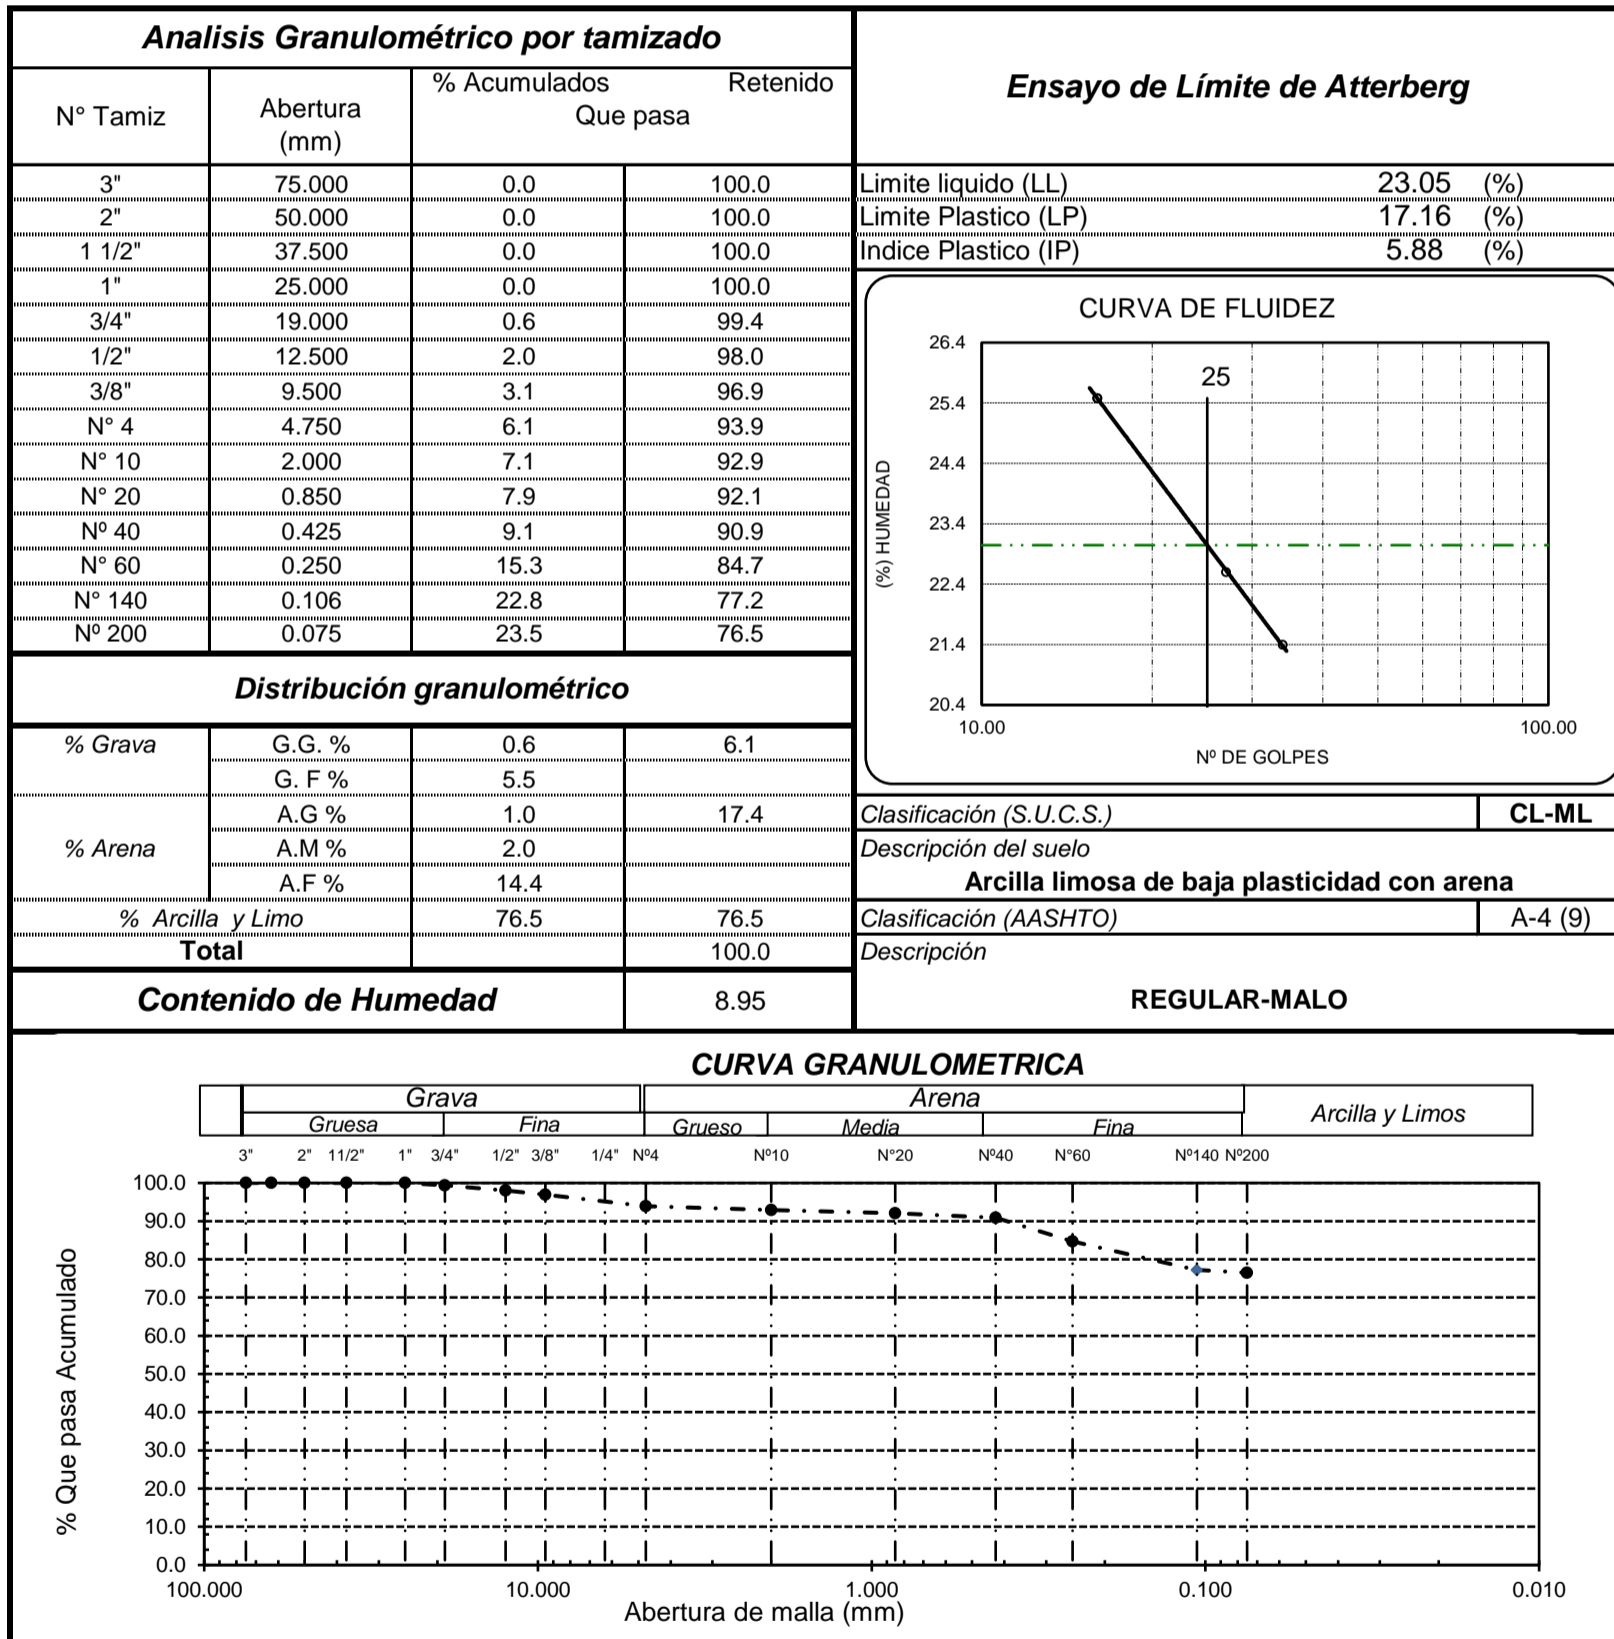 Analisis Granulométrico por tamizado
N° Tamiz Abertura (mm) % Acumulados Retenido Que pasa
3" 75.000 0.0 100.0
2" 50.000 0.0 100.0
1 1/2" 37.500 0.0 100.0
1" 25.000 0.0 100.0
3/4" 19.000 0.6 99.4
1/2" 12.500 2.0 98.0
3/8" 9.500 3.1 96.9
N° 4 4.750 6.1 93.9
N° 10 2.000 7.1 92.9
N° 20 0.850 7.9 92.1
Nº 40 0.425 9.1 90.9
N° 60 0.250 15.3 84.7
N° 140 0.106 22.8 77.2
Nº 200 0.075 23.5 76.5
Distribución granulométrico
% Grava G.G. % 0.6 6.1
G. F % 5.5
A.G % 1.0 17.4
% Arena A.M % 2.0
A.F % 14.4
% Arcilla y Limo 76.5 76.5
Total 100.0
Contenido de Humedad 8.95
Ensayo de Límite de Atterberg
Limite liquido (LL) 23.05 (%)
Limite Plastico (LP) 17.16 (%)
Indice Plastico (IP) 5.88 (%)
CURVA DE FLUIDEZ
25
26.4
25.4
24.4
23.4
22.4
21.4
20.4
(%) HUMEDAD
10.00 100.00
Nº DE GOLPES
Clasificación (S.U.C.S.) CL-ML
Descripción del suelo
Arcilla limosa de baja plasticidad con arena
Clasificación (AASHTO) A-4 (9)
Descripción
REGULAR-MALO
CURVA GRANULOMETRICA
Grava Arena Arcilla y Limos
Gruesa Fina Grueso Media Fina
3" 2" 11/2" 1" 3/4" 1/2" 3/8" 1/4" Nº4 Nº10 N°20 Nº40 N°60 N°140 Nº200
100.0
90.0
80.0
70.0
60.0
50.0
40.0
30.0
20.0
10.0
0.0
% Que pasa Acumulado
100.000 10.000 1.000 0.100 0.010
Abertura de malla (mm)